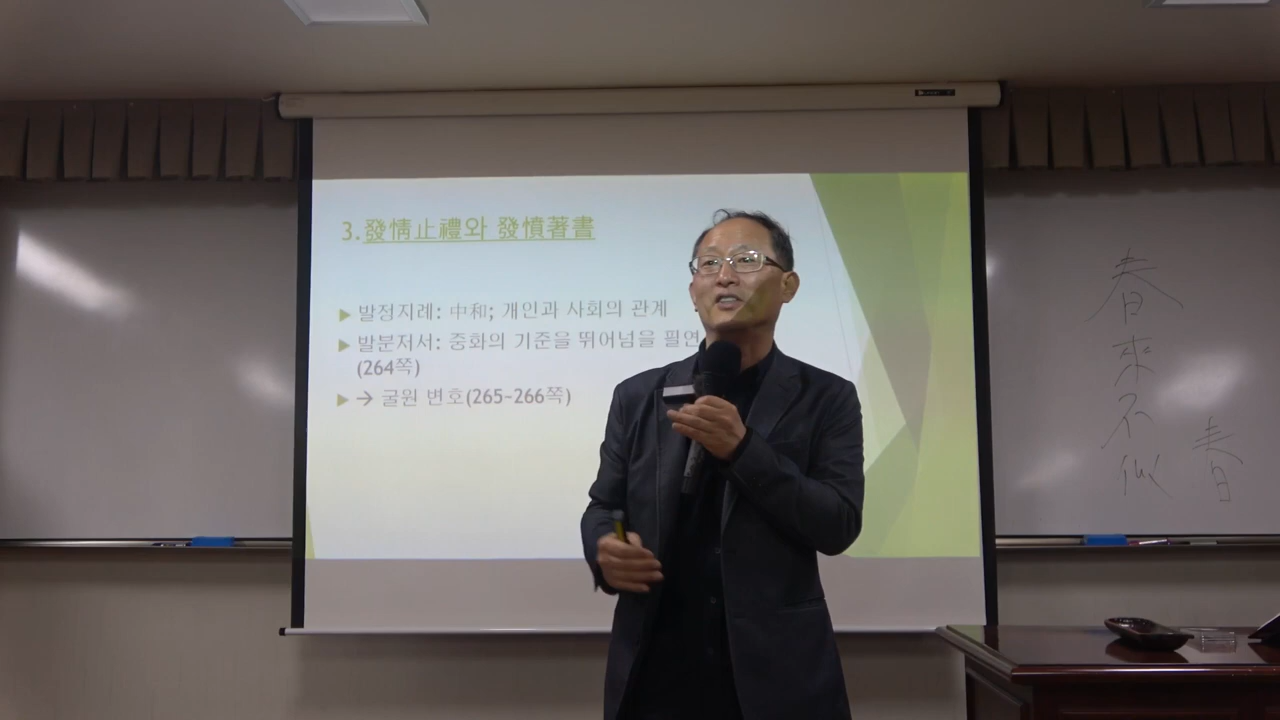 3. 發情止禮와 發憤著書
발정지례: 中和; 개인과 사회의 관계
발분저서: 중화의 기준을 뛰어넘을 필연
(264쪽)
→ 굴원 변호(265-266쪽)
春來不似
春